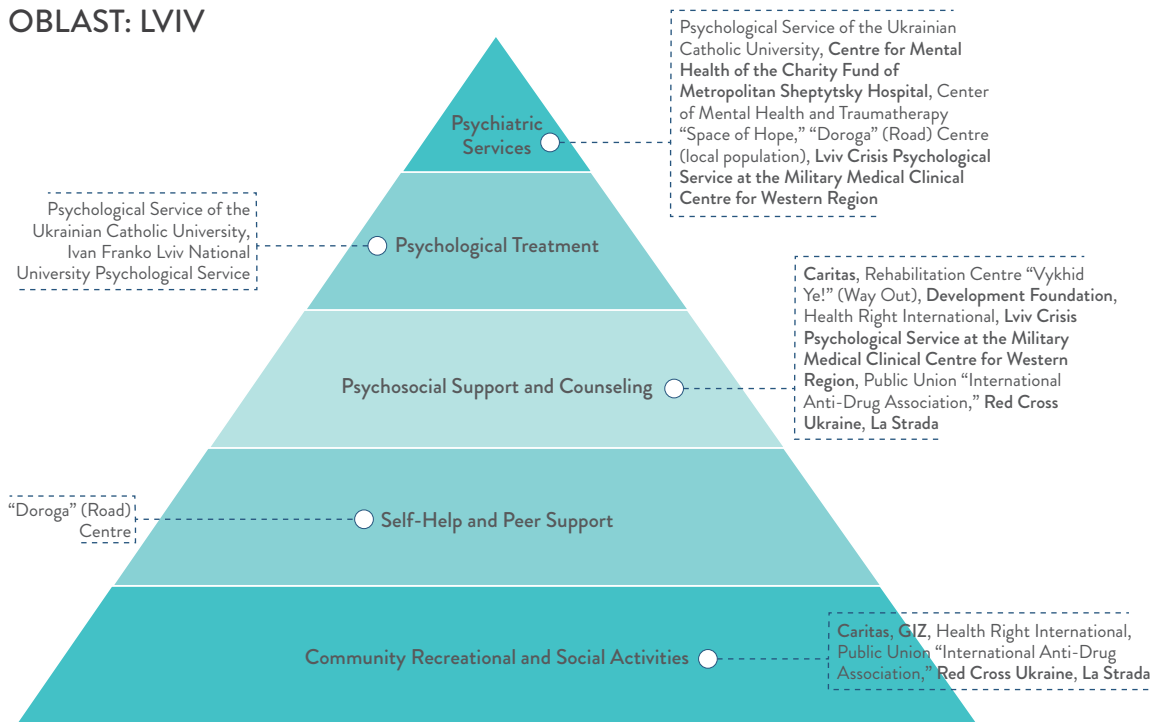 OBLAST: LVIV
Psychological Service of the Ukrainian
Catholic University, Centre for Mental
Health of the Charity Fund of
Metropolitan Sheptytsky Hospital, Center
of Mental Health and Traumatherapy
“Space of Hope,” “Doroga” (Road) Centre
(local population), Lviv Crisis Psychological
Service at the Military Medical Clinical
Centre for Western Region
Psychiatric
Services
Psychological Service of the
Ukrainian Catholic University,
Ivan Franko Lviv National
University Psychological Service
Psychological Treatment
Caritas, Rehabilitation Centre “Vykhid
Ye!” (Way Out), Development Foundation,
Health Right International, Lviv Crisis
Psychological Service at the Military
Medical Clinical Centre for Western
Region, Public Union “International
Anti-Drug Association,” Red Cross
Ukraine, La Strada
Psychosocial Support and Counseling
“Doroga” (Road)
Centre
Self-Help and Peer Support
Community Recreational and Social Activities
Caritas, GIZ, Health Right International,
Public Union “International Anti-Drug
Association,” Red Cross Ukraine, La Strada